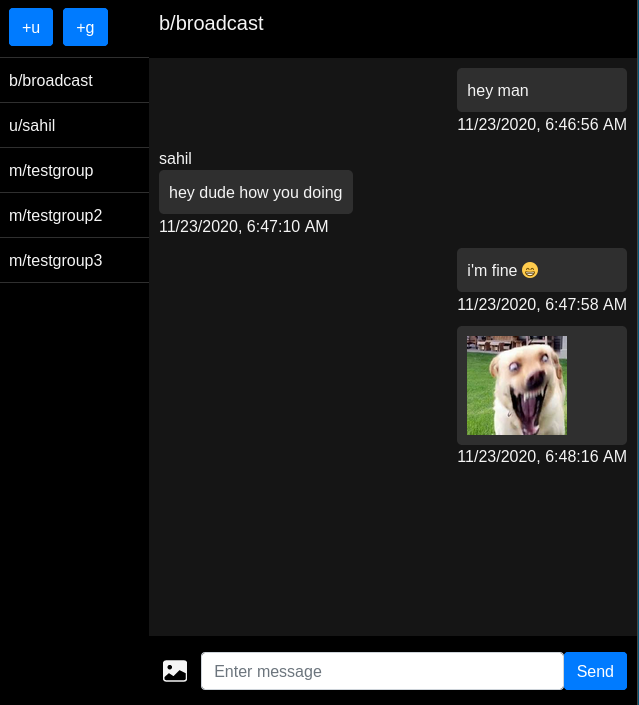 +u +g
b/broadcast
u/sahil
m/testgroup
m/testgroup2
m/testgroup3
b/broadcast
hey man
11/23/2020, 6:46:56 AM
sahil
hey dude how you doing
11/23/2020, 6:47:10 AM
i'm fine 😁
11/23/2020, 6:47:58 AM
11/23/2020, 6:48:16 AM
Enter message
Send